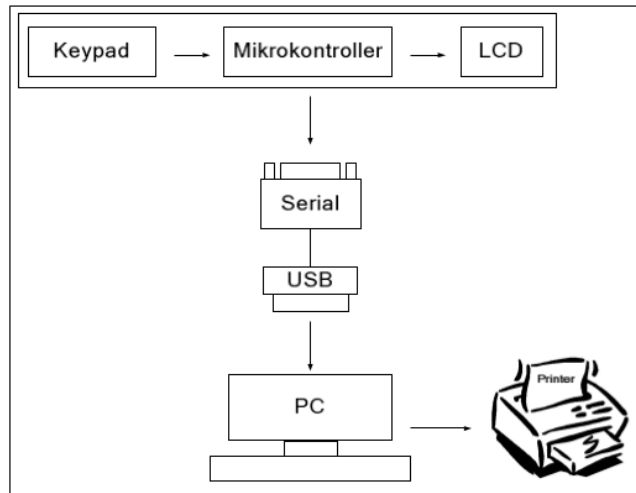 Keypad
Mikrokontroller
LCD
Serial
USB
PC
Printer